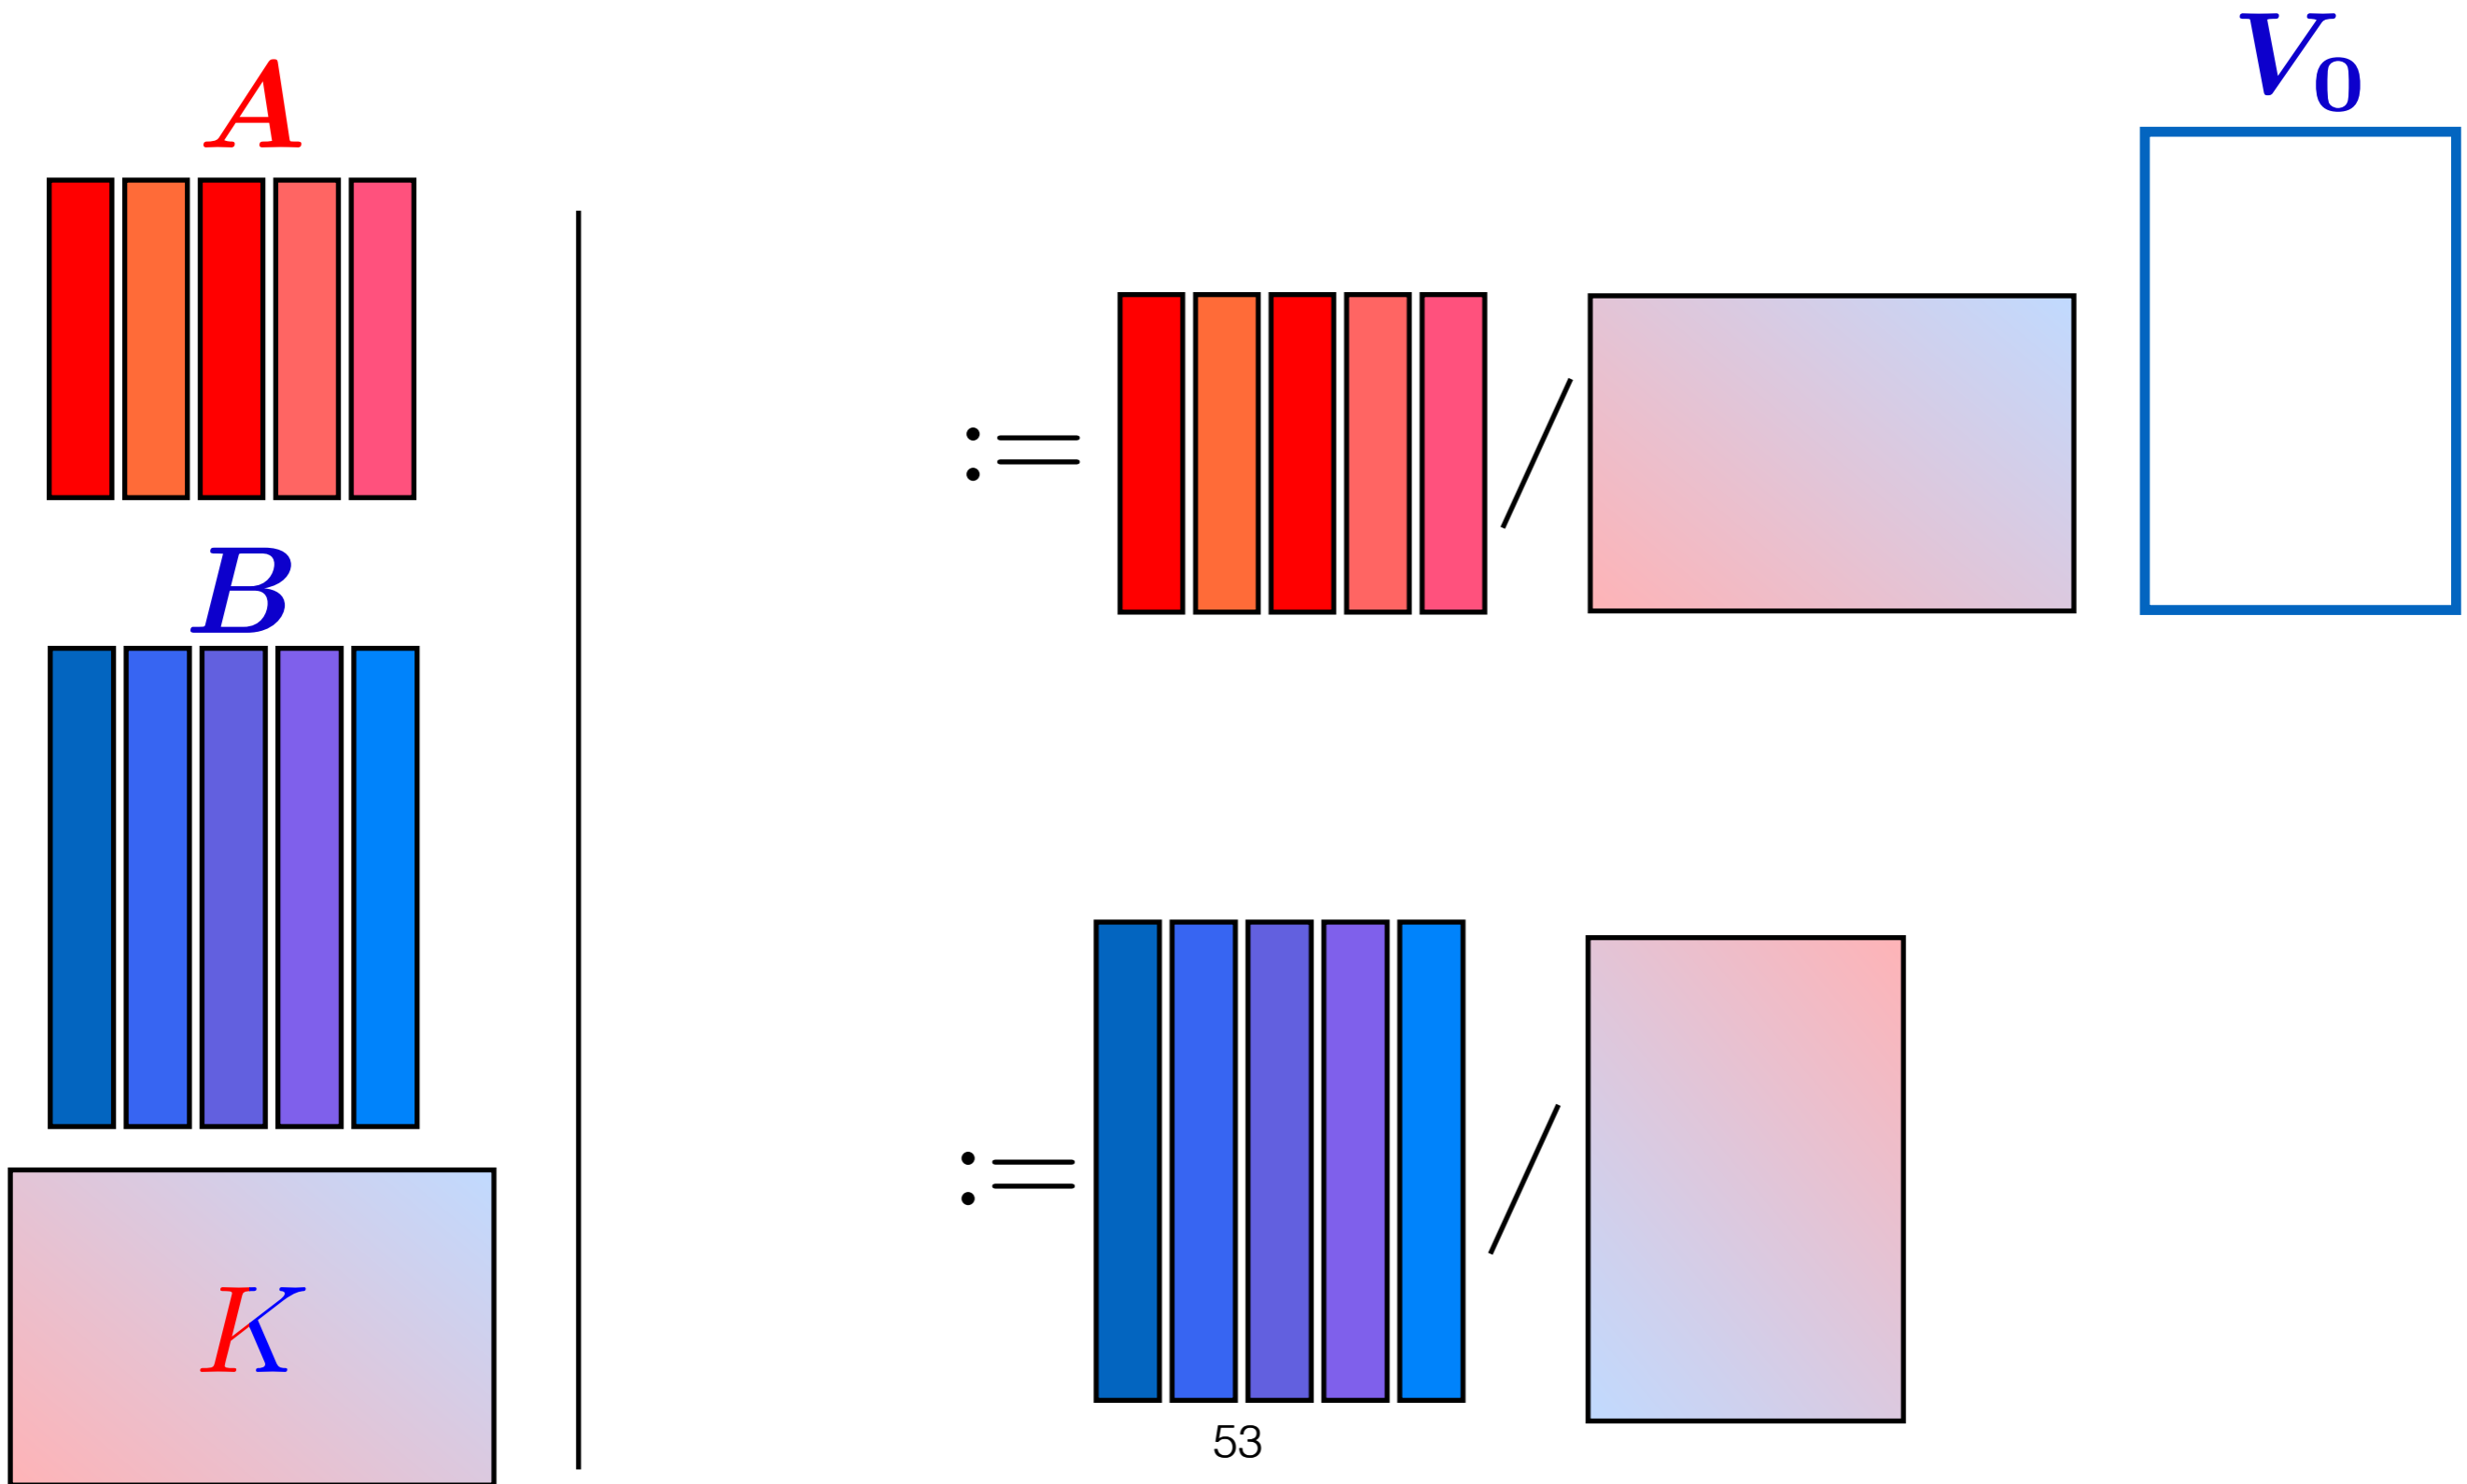 A
V₀
:= /
B
:= /
K
53